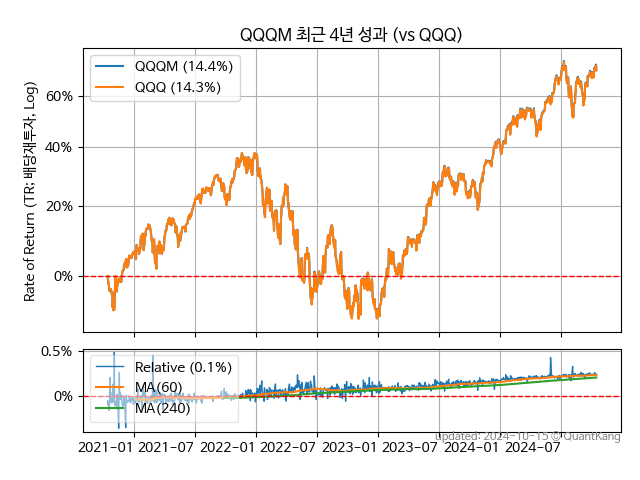 QQQM 최근 4년 성과 (vs QQQ)
QQQM (14.4%)
QQQ (14.3%)
Rate of Return (TR: 배당재투자, Log)
60%
40%
20%
0%
0.5%
0%
Relative (0.1%)
MA(60)
MA(240)
2021-01 2021-07 2022-01 2022-07 2023-01 2023-07 2024-01 2024-07
Updated: 2024-10-15 © QuantKang